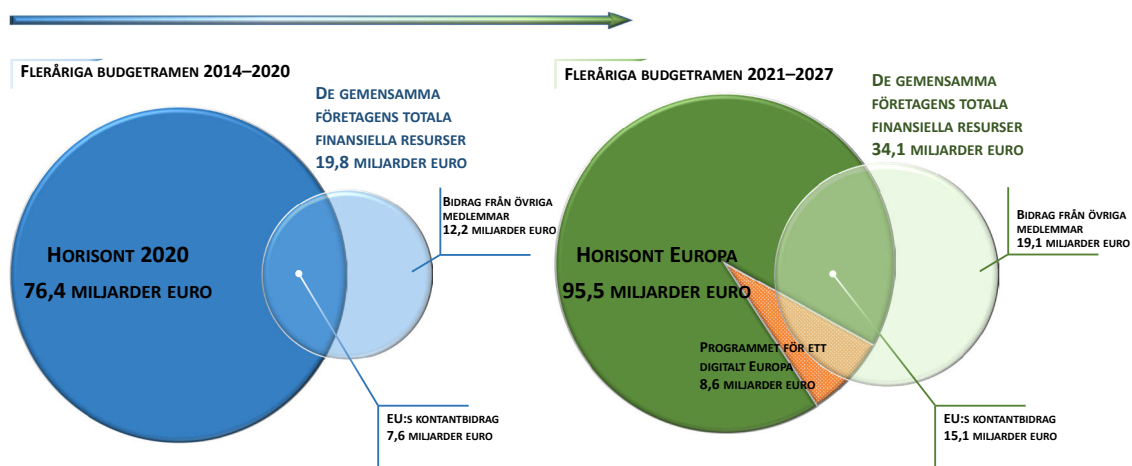 FLERÅRIGA BUDGETRAMEN 2014–2020
DE GEMENSAMMA
FÖRETAGENS TOTALA
FINANSIELLA RESURSER
19,8 MILJARDER EURO
BIDRAG FRÅN ÖVRIGA
MEDLEMMAR
12,2 MILJARDER EURO
HORISONT 2020
76,4 MILJARDER EURO
EU:S KONTANTBIDRAG
7,6 MILJARDER EURO
FLERÅRIGA BUDGETRAMEN 2021–2027
DE GEMENSAMMA
FÖRETAGENS TOTALA
FINANSIELLA RESURSER
34,1 MILJARDER EURO
BIDRAG FRÅN ÖVRIGA
MEDLEMMAR
19,1 MILJARDER EURO
HORISONT EUROPA
95,5 MILJARDER EURO
PROGRAMMET FÖR ETT
DIGITALT EUROPA
8,6 MILJARDER EURO
EU:S KONTANTBIDRAG
15,1 MILJARDER EURO